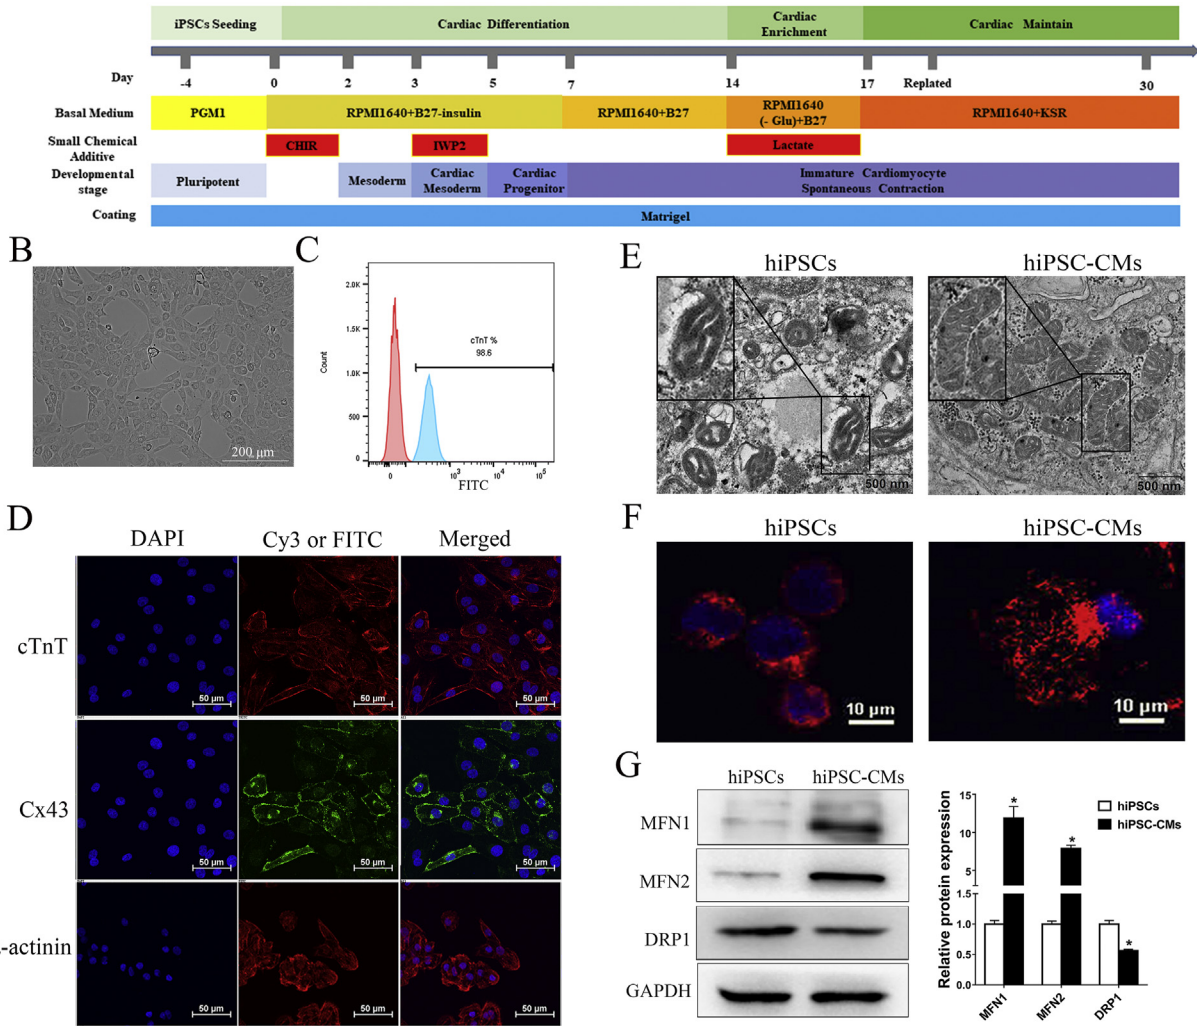 iPSCs Seeding
Cardiac Differentiation
Cardiac
Enrichment
Cardiac Maintain
Day
-4
0
2
3
5
7
14
17
Replated
30
Basal Medium
PGM1
RPMI1640+B27-insulin
RPMI1640+B27
RPMI1640
(- Glu)+B27
RPMI1640+KSR
Small Chemical
Additive
CHIR
IWP2
Lactate
Developmental
stage
Pluripotent
Mesoderm
Cardiac
Mesoderm
Cardiac
Progenitor
Immature Cardiomyocyte
Spontaneous Contraction
Coating
Matrigel
B
200 μm
C
2.0K
1.5K
1.0K
500
0
Count
cTnT %
98.6
0
10³
10⁴
10⁵
FITC
D
DAPI
Cy3 or FITC
Merged
cTnT
50 μm
50 μm
50 μm
Cx43
50 μm
50 μm
50 μm
-actinin
50 μm
50 μm
50 μm
E
hiPSCs
hiPSC-CMs
500 nm
500 nm
F
hiPSCs
hiPSC-CMs
10 μm
10 μm
G
hiPSCs
hiPSC-CMs
MFN1
MFN2
DRP1
GAPDH
Relative protein expression
15
10
5
1.0
0.5
0.0
*
*
*
hiPSCs
hiPSC-CMs
MFN1
MFN2
DRP1